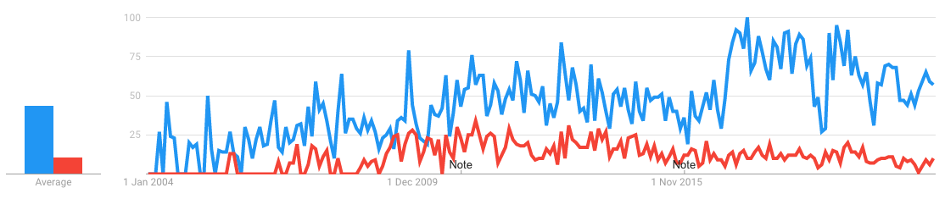 100
75
50
25
Note
Note
Average
1 Jan 2004
1 Dec 2009
1 Nov 2015